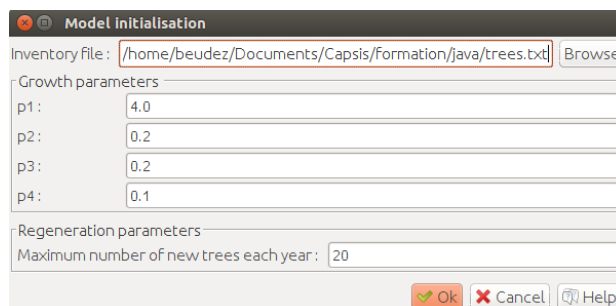 Model initialisation
Inventory file : /home/beudez/Documents/Capsis/formation/java/trees.txt Browse
Growth parameters
p1 : 4.0
p2 : 0.2
p3 : 0.2
p4 : 0.1
Regeneration parameters
Maximum number of new trees each year : 20
Ok Cancel Help